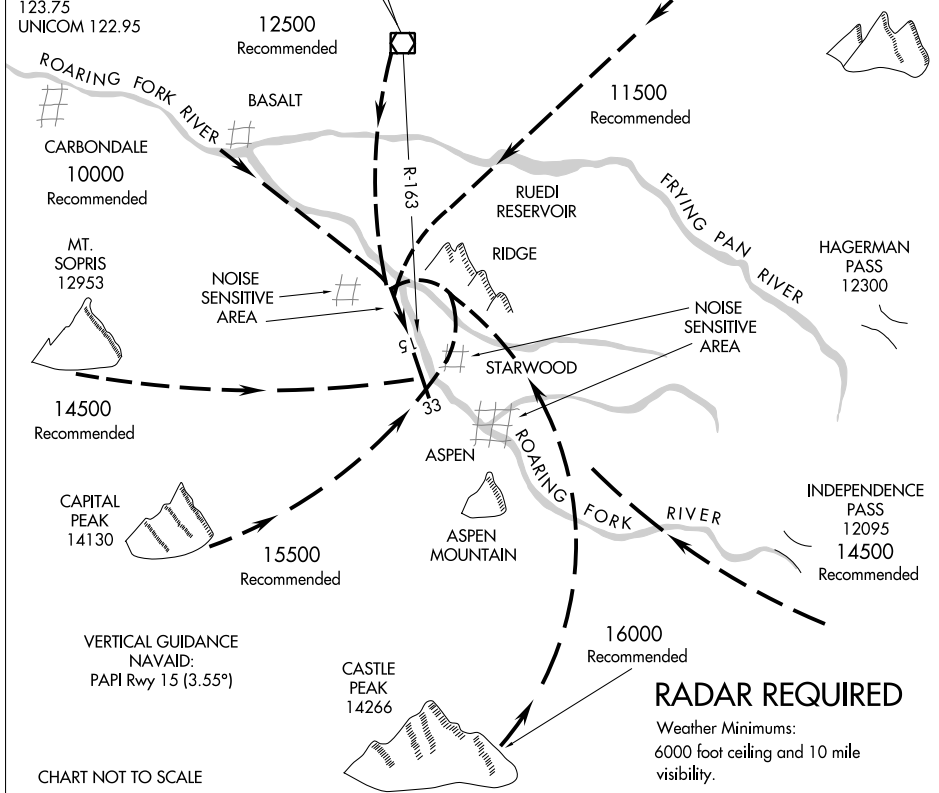 123.75
UNICOM 122.95
12500
Recommended
ROARING FORK RIVER
BASALT
11500
Recommended
CARBONDALE
10000
Recommended
R-163
RUEDI
RESERVOIR
FRYING PAN RIVER
MT.
SOPRIS
12953
NOISE
SENSITIVE
AREA
RIDGE
HAGERMAN
PASS
12300
NOISE
SENSITIVE
AREA
15
STARWOOD
33
14500
Recommended
ASPEN
ROARING FORK RIVER
CAPITAL
PEAK
14130
15500
Recommended
ASPEN
MOUNTAIN
INDEPENDENCE
PASS
12095
14500
Recommended
VERTICAL GUIDANCE
NAVAID:
PAPI Rwy 15 (3.55°)
CASTLE
PEAK
14266
16000
Recommended
RADAR REQUIRED
Weather Minimums:
6000 foot ceiling and 10 mile
visibility.
CHART NOT TO SCALE